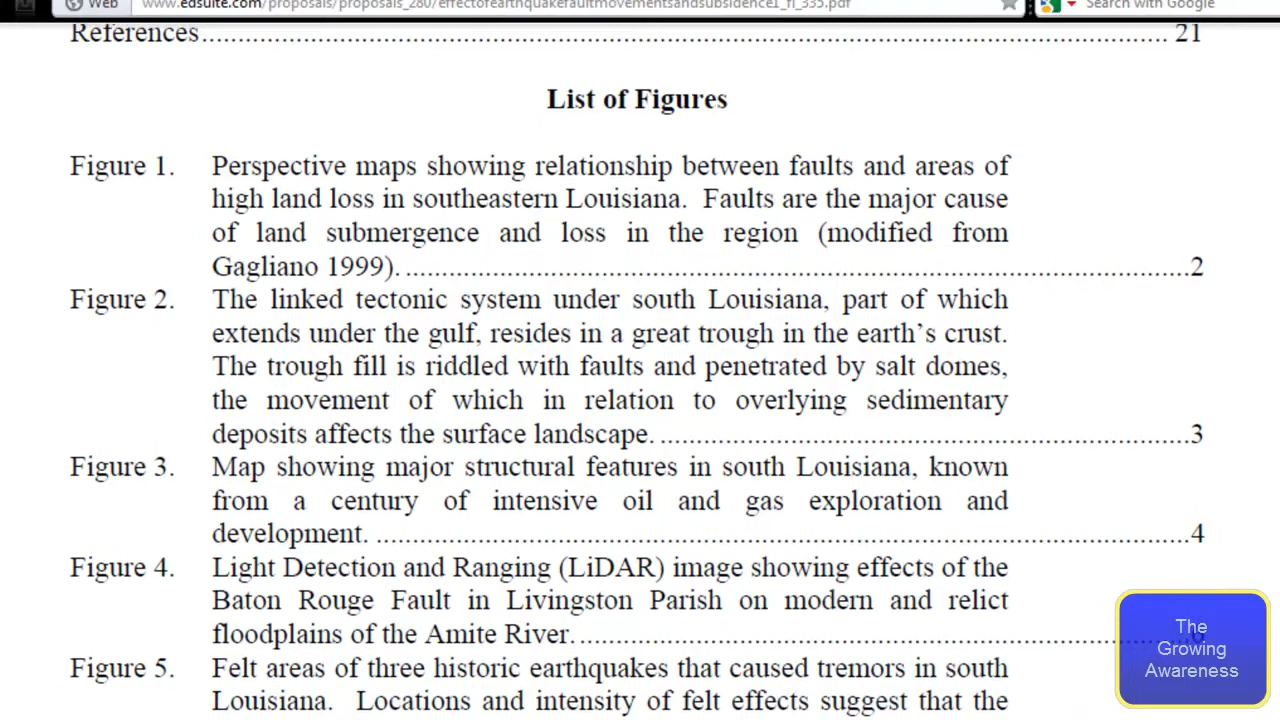 Web
www.edsuite.com/proposals/proposals_280/effectofearthquakefaultmovementsandsubsidence1_fl_335.pdf
Search with Google
References 21
List of Figures
Figure 1. Perspective maps showing relationship between faults and areas of
high land loss in southeastern Louisiana. Faults are the major cause
of land submergence and loss in the region (modified from
Gagliano 1999). 2
Figure 2. The linked tectonic system under south Louisiana, part of which
extends under the gulf, resides in a great trough in the earth's crust.
The trough fill is riddled with faults and penetrated by salt domes,
the movement of which in relation to overlying sedimentary
deposits affects the surface landscape. 3
Figure 3. Map showing major structural features in south Louisiana, known
from a century of intensive oil and gas exploration and
development. 4
Figure 4. Light Detection and Ranging (LiDAR) image showing effects of the
Baton Rouge Fault in Livingston Parish on modern and relict
floodplains of the Amite River. 6
Figure 5. Felt areas of three historic earthquakes that caused tremors in south
Louisiana. Locations and intensity of felt effects suggest that the
The
Growing
Awareness